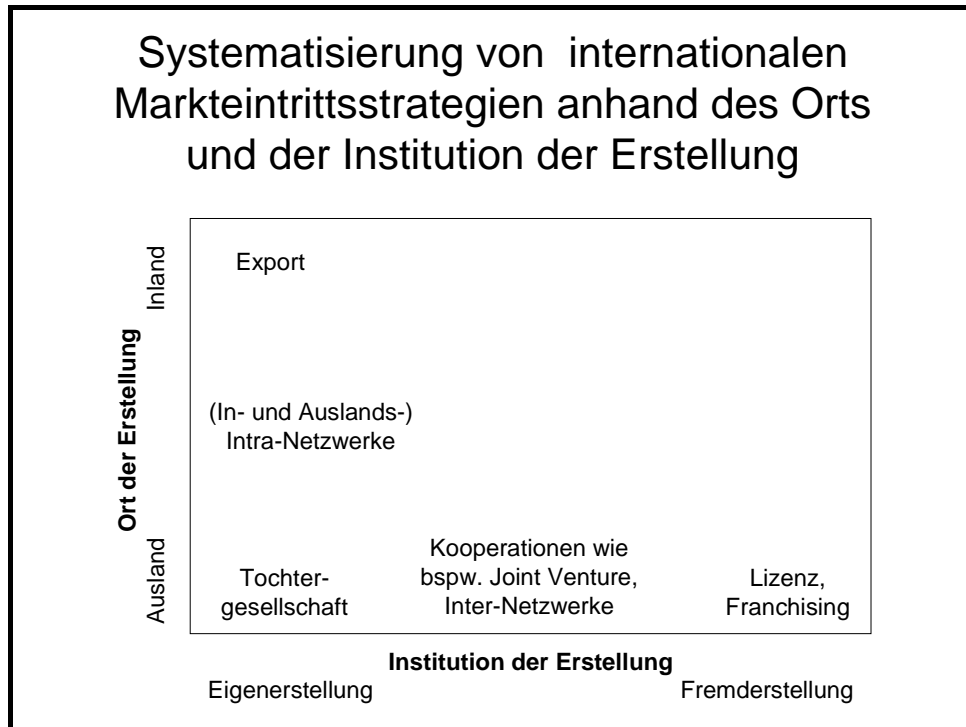 Systematisierung von internationalen
Markteintrittsstrategien anhand des Orts
und der Institution der Erstellung
Inland
Export
Ort der Erstellung
(In- und Auslands-)
Intra-Netzwerke
Ausland
Tochter-
gesellschaft
Kooperationen wie
bspw. Joint Venture,
Inter-Netzwerke
Lizenz,
Franchising
Institution der Erstellung
Eigenerstellung
Fremderstellung